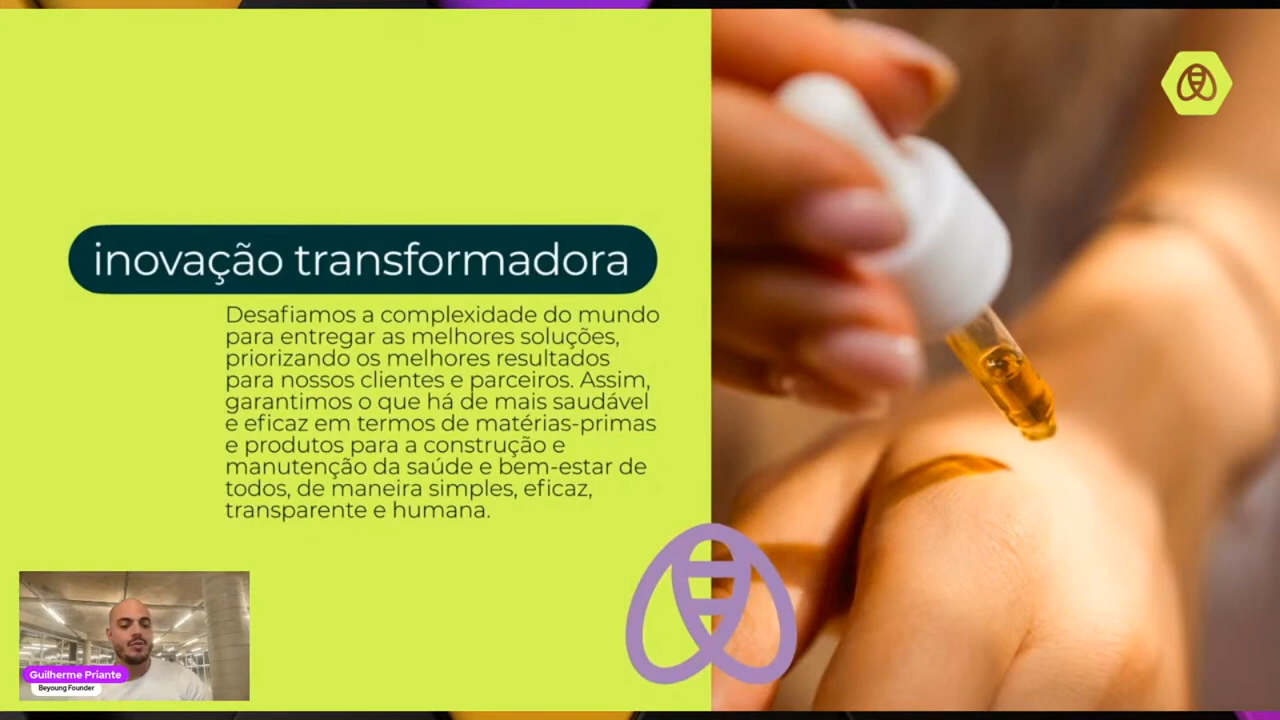 inovação transformadora
Desafiamos a complexidade do mundo
para entregar as melhores soluções,
priorizando os melhores resultados
para nossos clientes e parceiros. Assim,
garantimos o que há de mais saudável
e eficaz em termos de matérias-primas
e produtos para a construção e
manutenção da saúde e bem-estar de
todos, de maneira simples, eficaz,
transparente e humana.
Guilherme Priante
Beyoung Founder